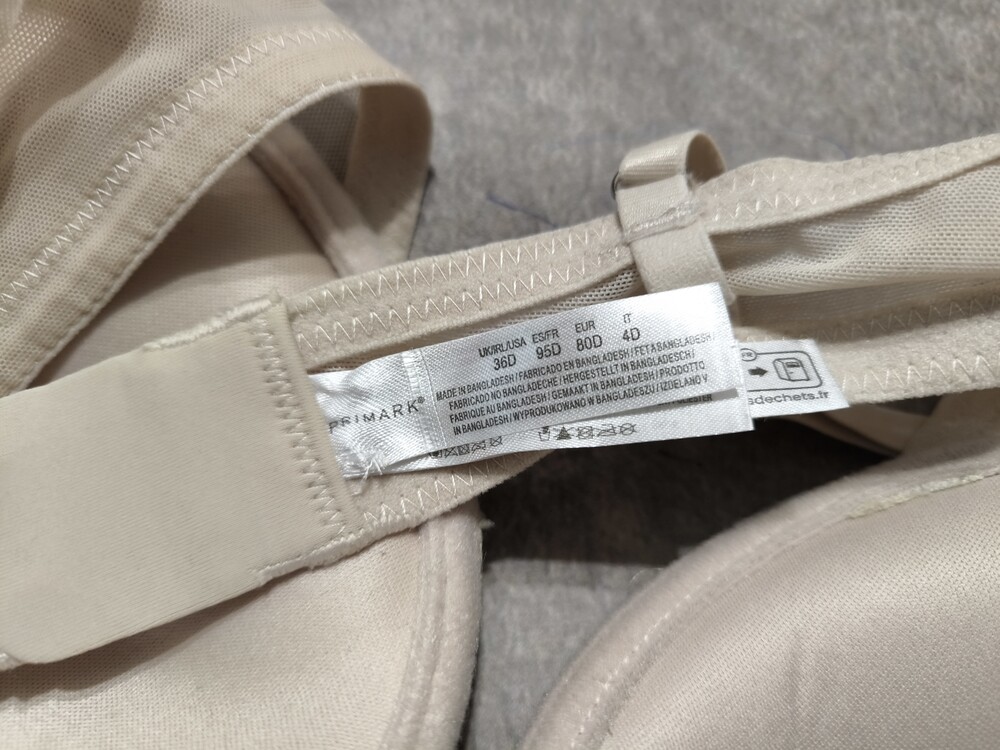 UK/IRL/USA ES/FR EUR IT
36D 95D 80D 4D
MADE IN BANGLADESH / FABRICADO EN BANGLADESH / FET A BANGLADESH /
FABRICADO NO BANGLADECHE / HERGESTELLT IN BANGLADESCH /
FABRIQUE AU BANGLADESH / GEMAAKT IN BANGLADESH / PRODOTTO
IN BANGLADESH / WYPRODUKOWANO W BANGLADESZU / IZDELANO V
PRIMARK®
sdechets.fr